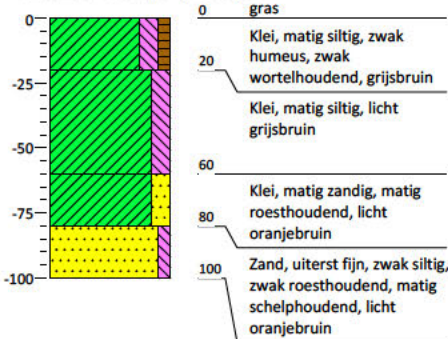 0
-25
-50
-75
-100
0
gras
Klei, matig siltig, zwak
humeus, zwak
wortelhoudend, grijsbruin
20
Klei, matig siltig, licht
grijsbruin
60
Klei, matig zandig, matig
roesthoudend, licht
oranjebruin
80
Zand, uiterst fijn, zwak siltig,
zwak roesthoudend, matig
schelphoudend, licht
oranjebruin
100